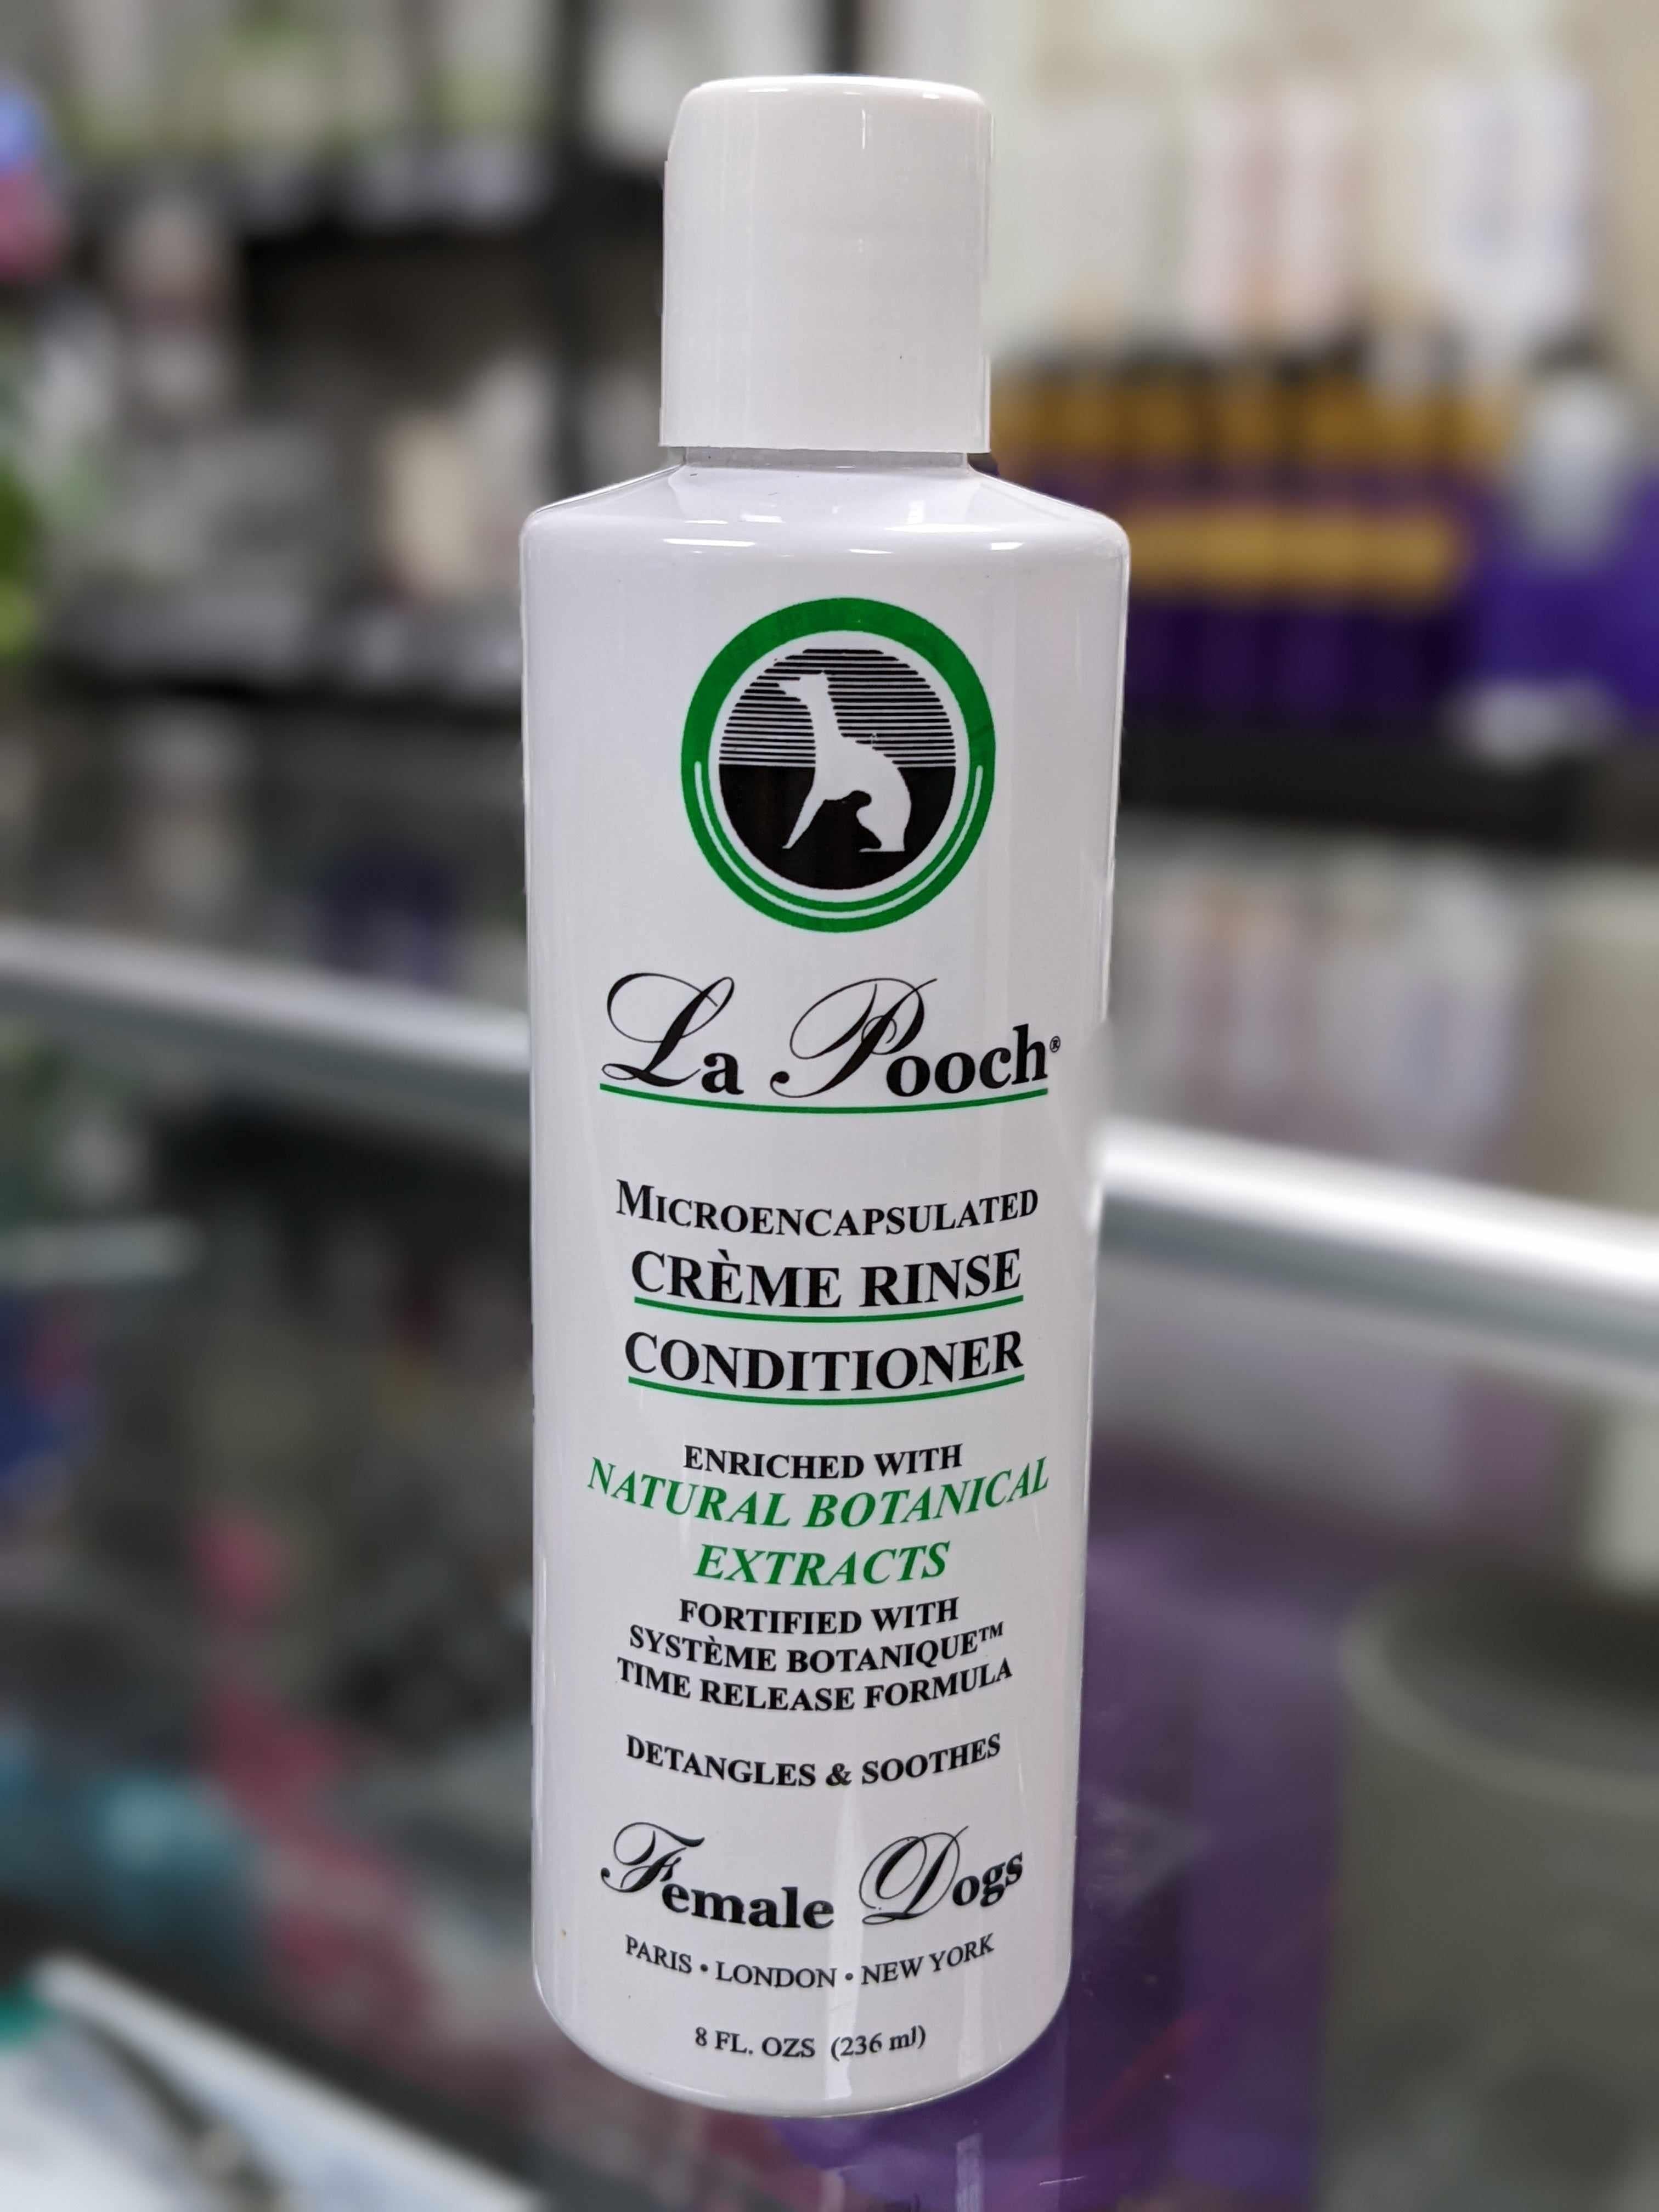 La Pooch®
MICROENCAPSULATED
CRÈME RINSE
CONDITIONER
ENRICHED WITH
NATURAL BOTANICAL
EXTRACTS
FORTIFIED WITH
SYSTÈME BOTANIQUE™
TIME RELEASE FORMULA
DETANGLES & SOOTHES
Female Dogs
PARIS • LONDON • NEW YORK
8 FL. OZS (236 ml)